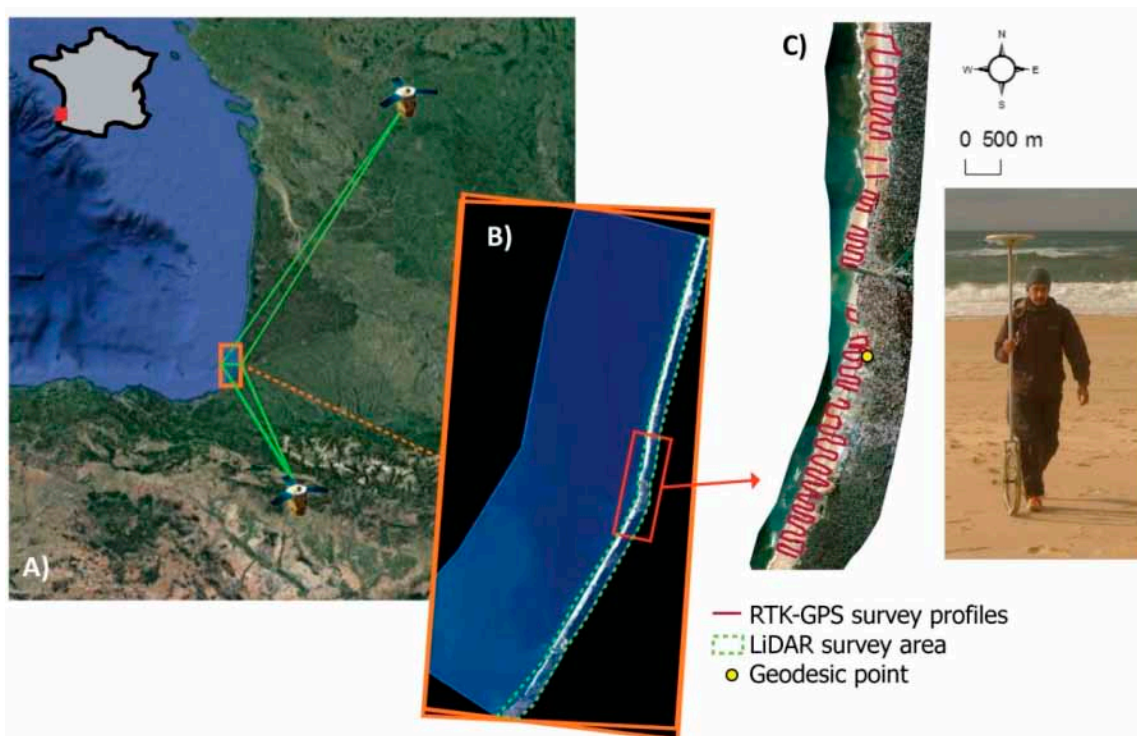 A)
B)
C)
N
W E
S
0 500 m
RTK-GPS survey profiles
LiDAR survey area
Geodesic point